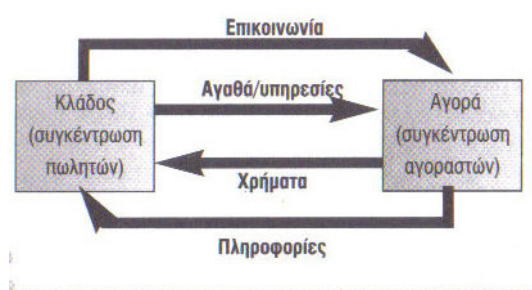 Επικοινωνία
Κλάδος
(συγκέντρωση
πωλητών)
Αγαθά/υπηρεσίες
Αγορά
(συγκέντρωση
αγοραστών)
Χρήματα
Πληροφορίες